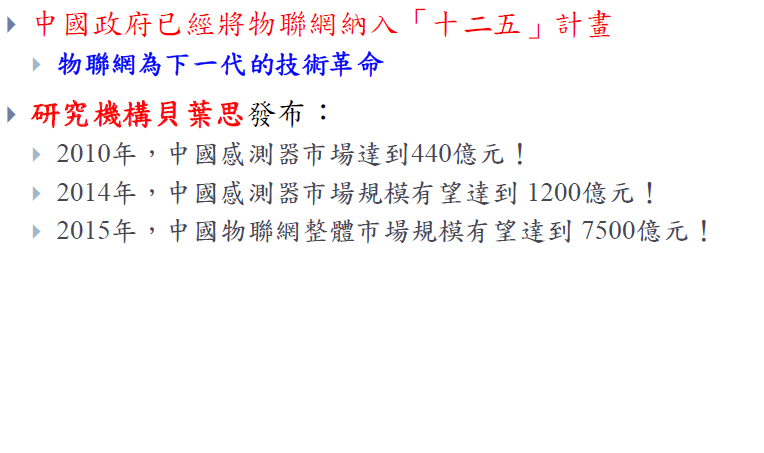 中國政府已經將物聯網納入「十二五」計畫
物聯網為下一代的技術革命
研究機構貝葉思發布：
2010年，中國感測器市場達到440億元！
2014年，中國感測器市場規模有望達到 1200億元！
2015年，中國物聯網整體市場規模有望達到 7500億元！